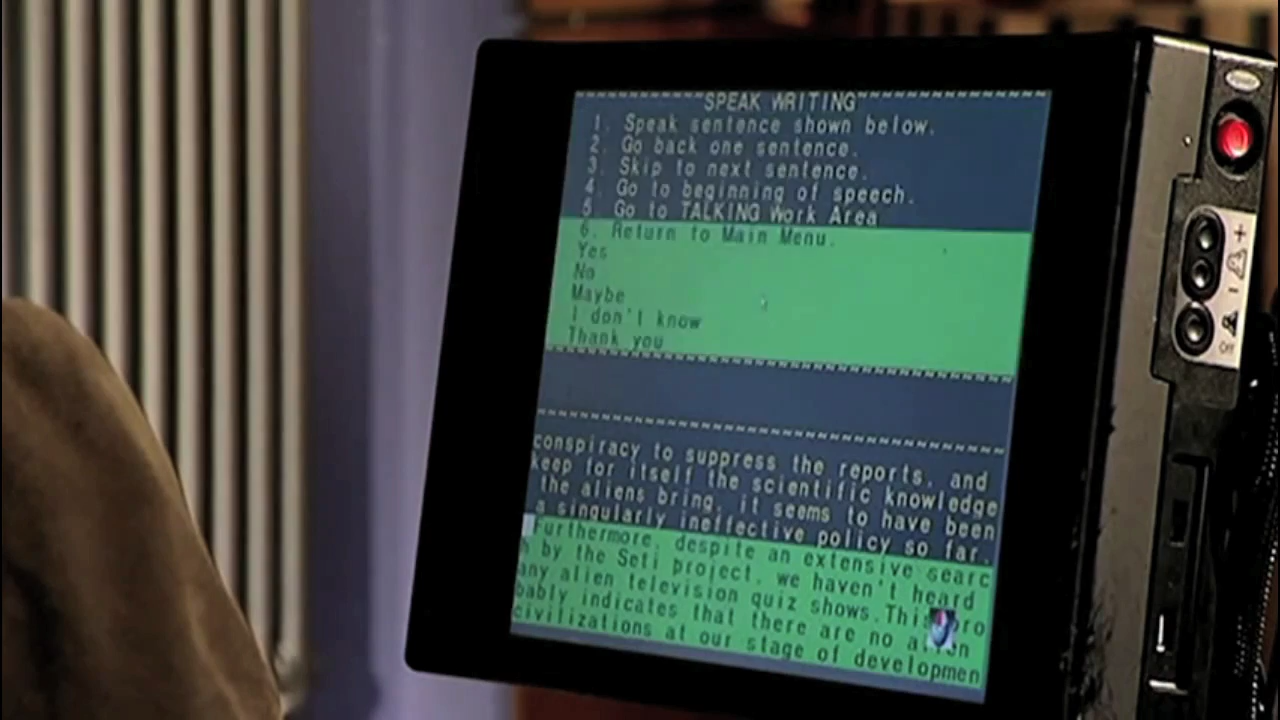 ~~~~~~~~~~~~~~~~~~~~~~~~~~~~~~~~
SPEAK WRITING
1. Speak sentence shown below.
2. Go back one sentence.
3. Skip to next sentence.
4. Go to beginning of speech.
5. Go to TALKING Work Area
6. Return to Main Menu.
Yes
No
Maybe
I don't know
Thank you
conspiracy to suppress the reports, and
keep for itself the scientific knowledge
the aliens bring, it seems to have been
a singularly ineffective policy so far.
Furthermore, despite an extensive searc
h by the Seti project, we haven't heard
any alien television quiz shows.This pro
bably indicates that there are no alien
civilizations at our stage of developmen
+
-
Off